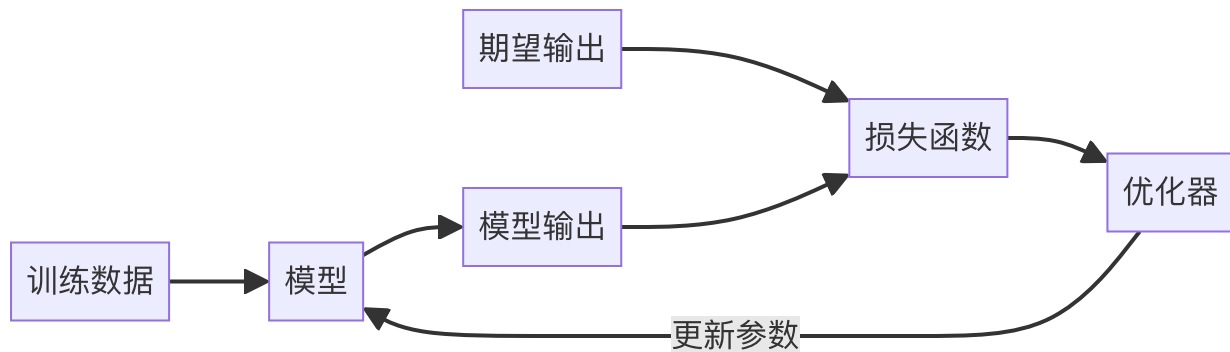 期望输出
损失函数
优化器
模型输出
训练数据
模型
更新参数